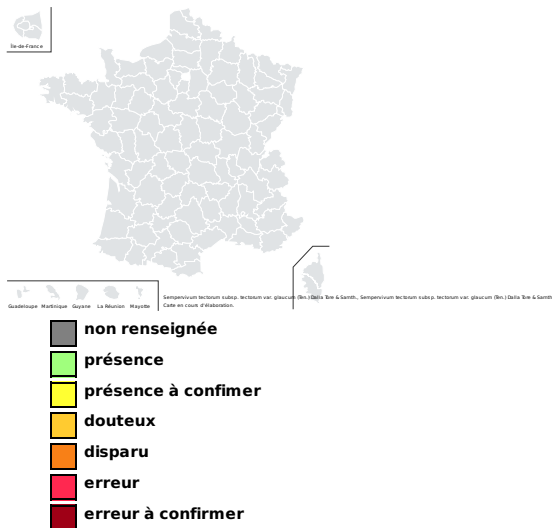 Île-de-France
Guadeloupe Martinique Guyane La Réunion Mayotte
Sempervivum tectorum subsp. tectorum var. glaucum (Ten.) Dalla Torre & Sarnth., Sempervivum tectorum subsp. tectorum var. glaucum (Ten.) Dalla Torre & Sarnth
Carte en cours d'élaboration.
non renseignée
présence
présence à confimer
douteux
disparu
erreur
erreur à confirmer